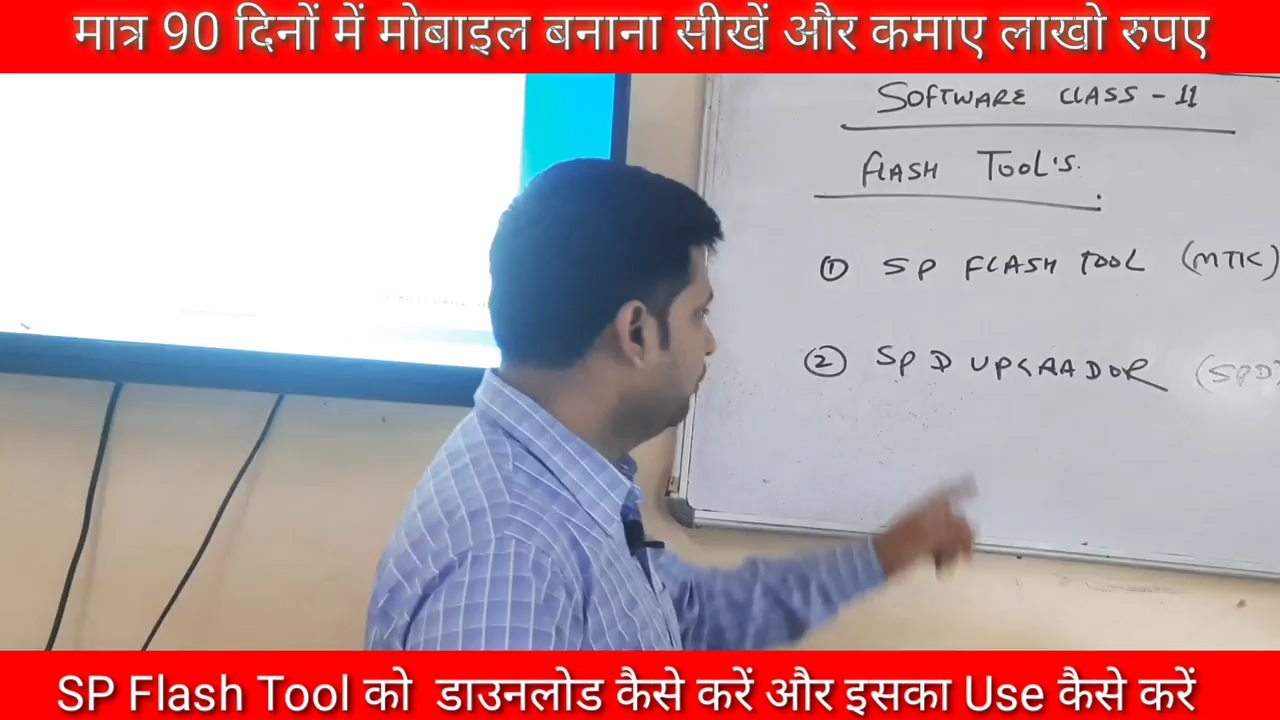 मात्र 90 दिनों में मोबाइल बनाना सीखें और कमाए लाखो रुपए
SOFTWARE CLASS - 11
FLASH TOOL'S.
① SP FLASH TOOL (MTK)
② SPD UPGRADOR (SPD)
SP Flash Tool को डाउनलोड कैसे करें और इसका Use कैसे करें